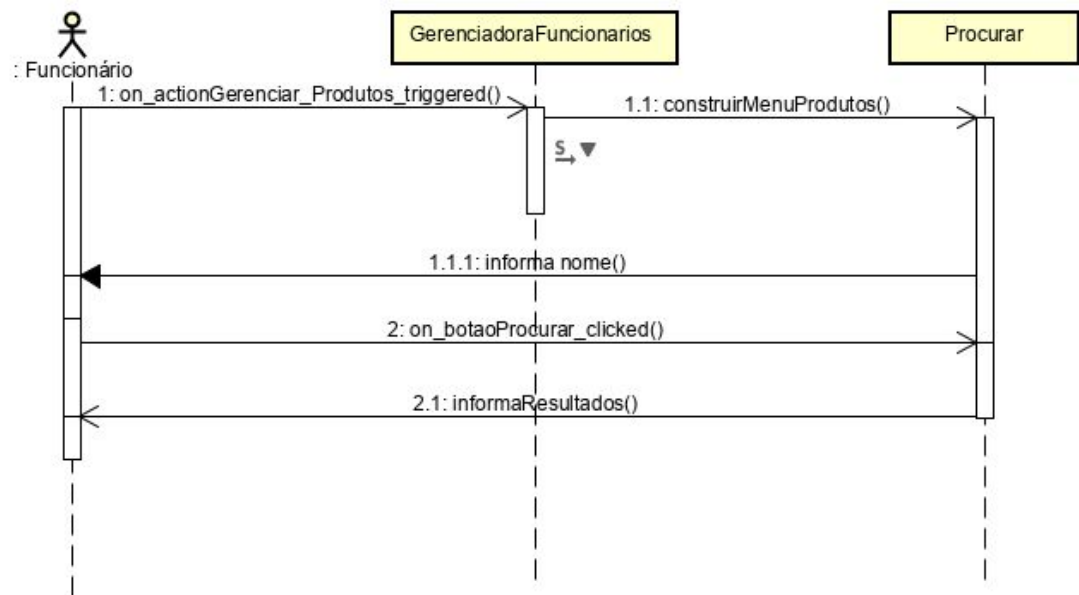 : Funcionário
GerenciadoraFuncionarios
Procurar
1: on_actionGerenciar_Produtos_triggered()
1.1: construirMenuProdutos()
S
1.1.1: informa nome()
2: on_botaoProcurar_clicked()
2.1: informaResultados()